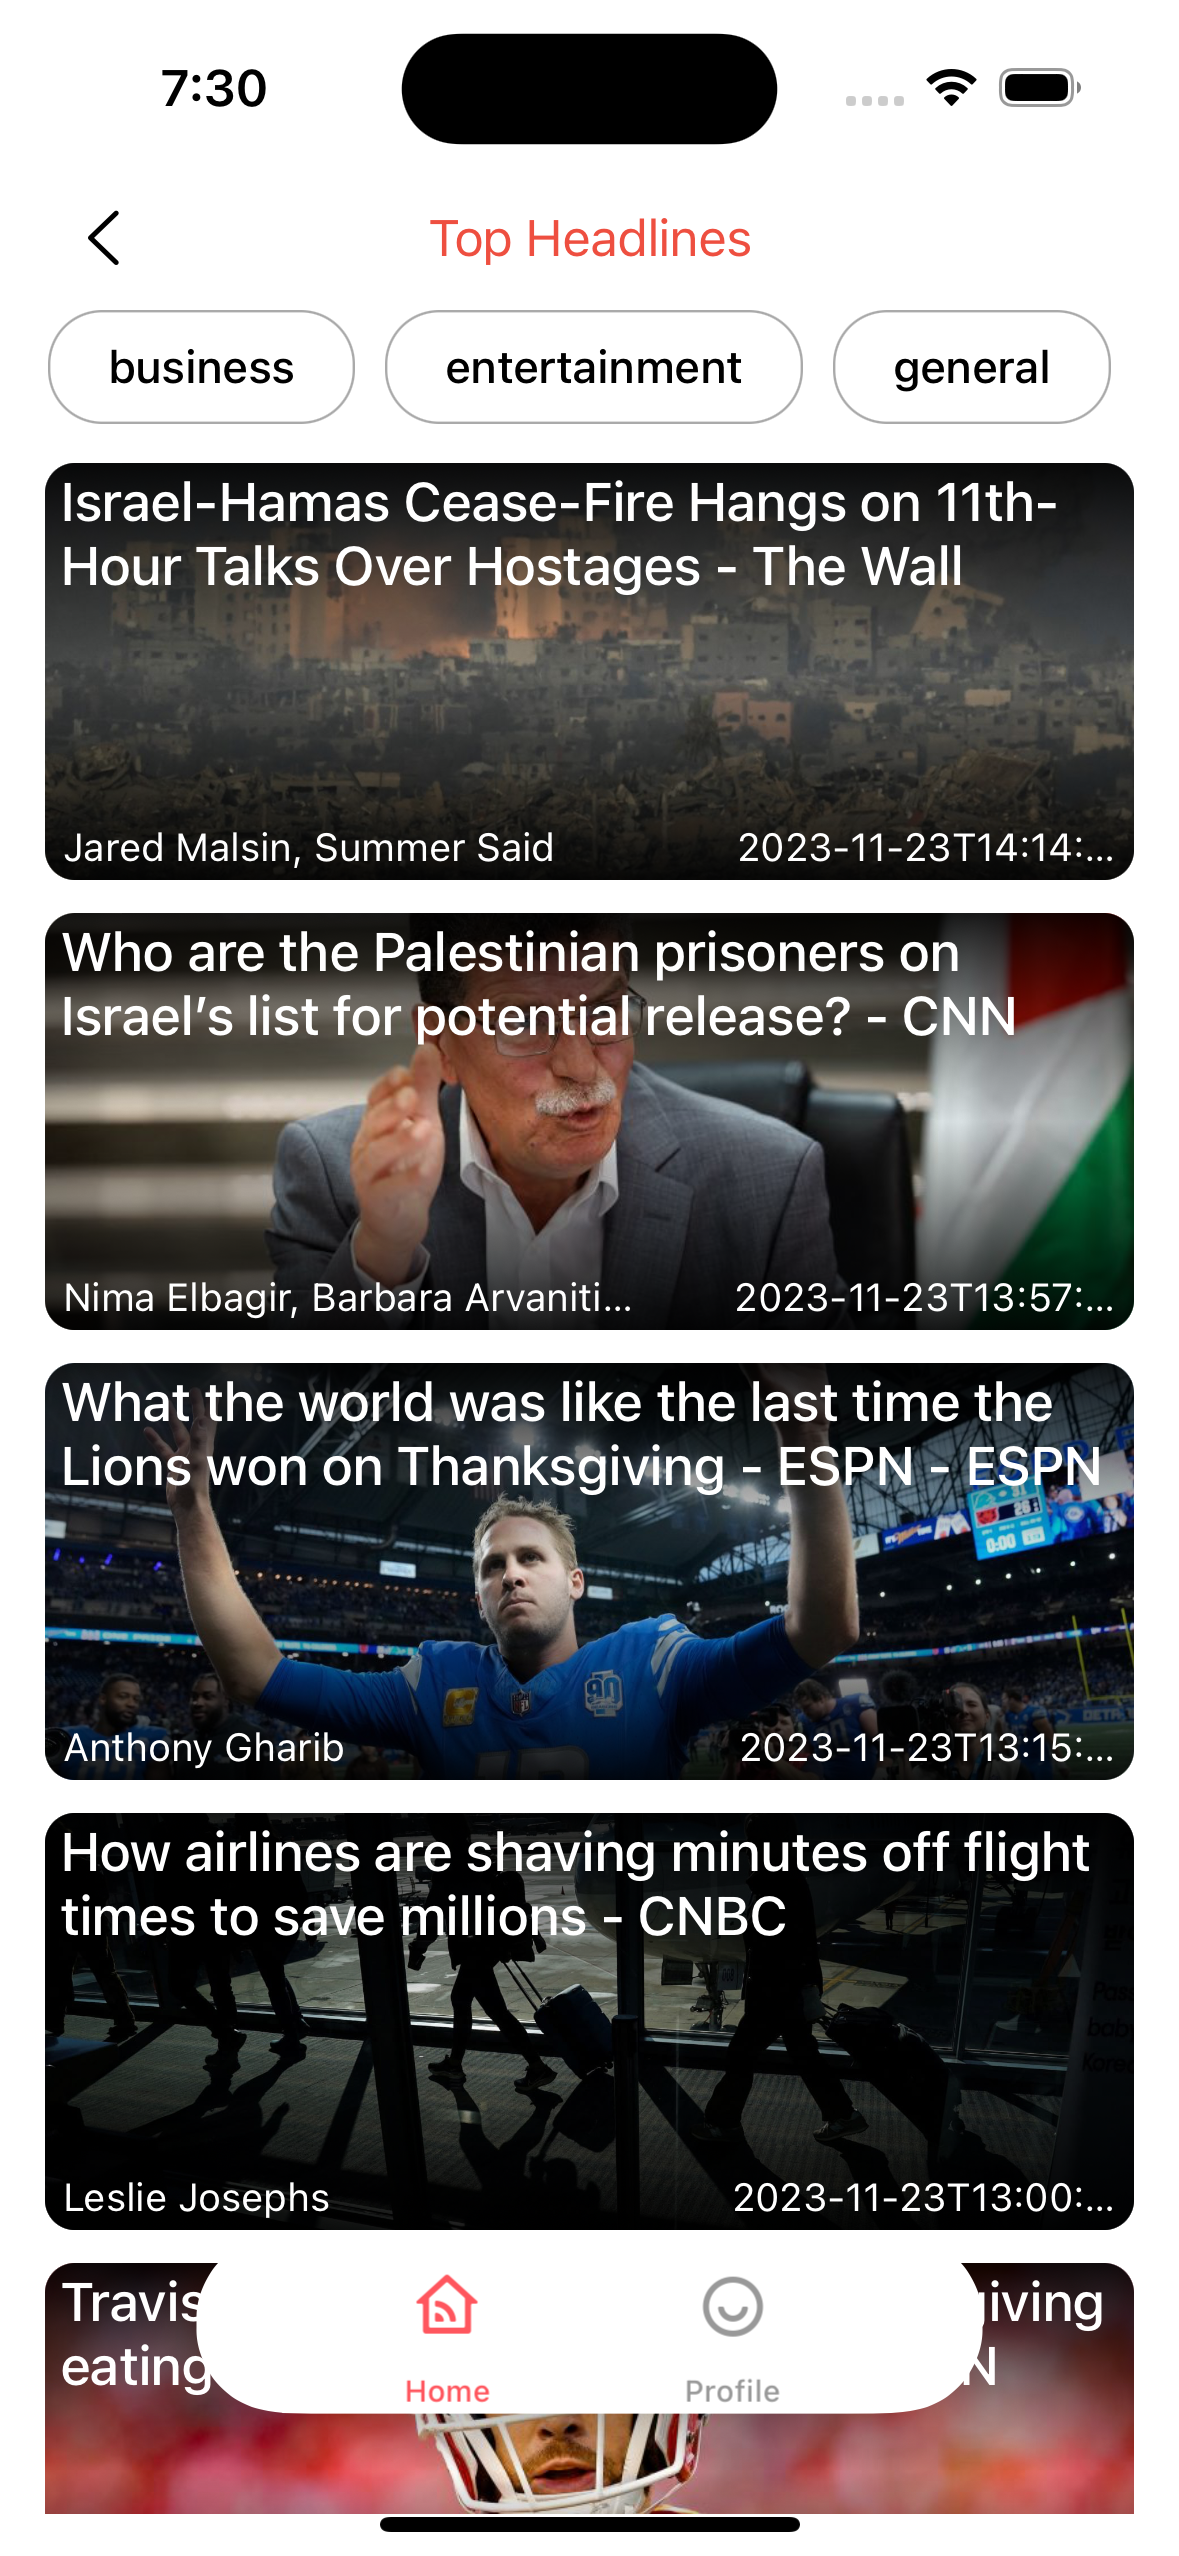 7:30
Top Headlines
business
entertainment
general
Israel-Hamas Cease-Fire Hangs on 11th-
Hour Talks Over Hostages - The Wall
Jared Malsin, Summer Said
2023-11-23T14:14:...
Who are the Palestinian prisoners on
Israel’s list for potential release? - CNN
Nima Elbagir, Barbara Arvaniti...
2023-11-23T13:57:...
What the world was like the last time the
Lions won on Thanksgiving - ESPN - ESPN
0:00
90
Anthony Gharib
2023-11-23T13:15:...
How airlines are shaving minutes off flight
times to save millions - CNBC
Leslie Josephs
2023-11-23T13:00:...
Travis
giving
eating
N
Home
Profile